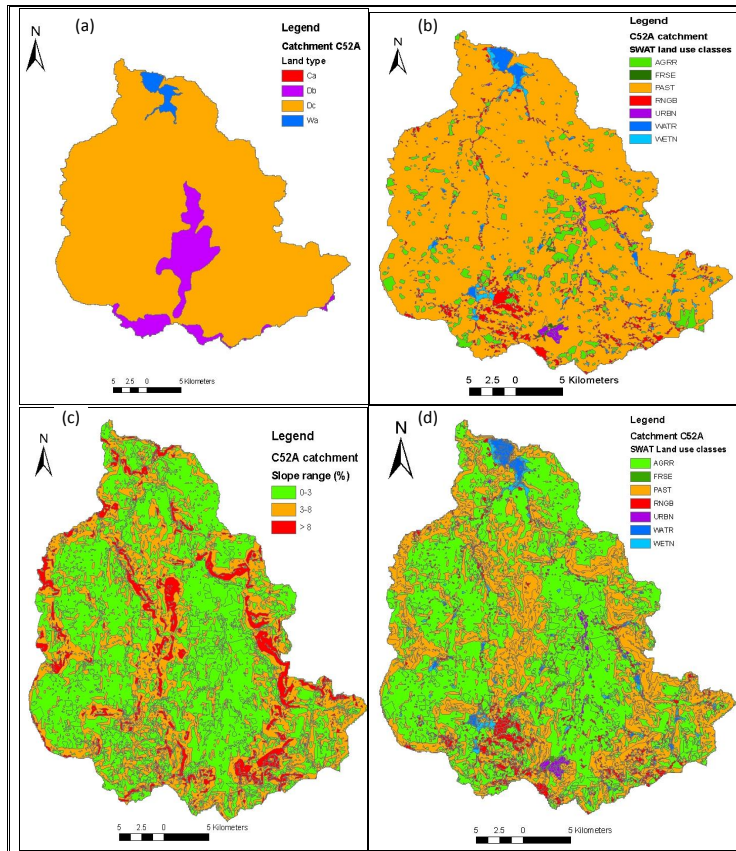 (a)
N
Legend
Catchment C52A
Land type
Ca
Db
Dc
Wa
5 2.5 0 5 Kilometers
(b)
N
Legend
C52A catchment
SWAT land use classes
AGRR
FRSE
PAST
RNGB
URBN
WATR
WETN
5 2.5 0 5 Kilometers
(c)
N
Legend
C52A catchment
Slope range (%)
0-3
3-8
> 8
5 2.5 0 5 Kilometers
(d)
N
Legend
Catchment C52A
SWAT Land use classes
AGRR
FRSE
PAST
RNGB
URBN
WATR
WETN
5 2.5 0 5 Kilometers